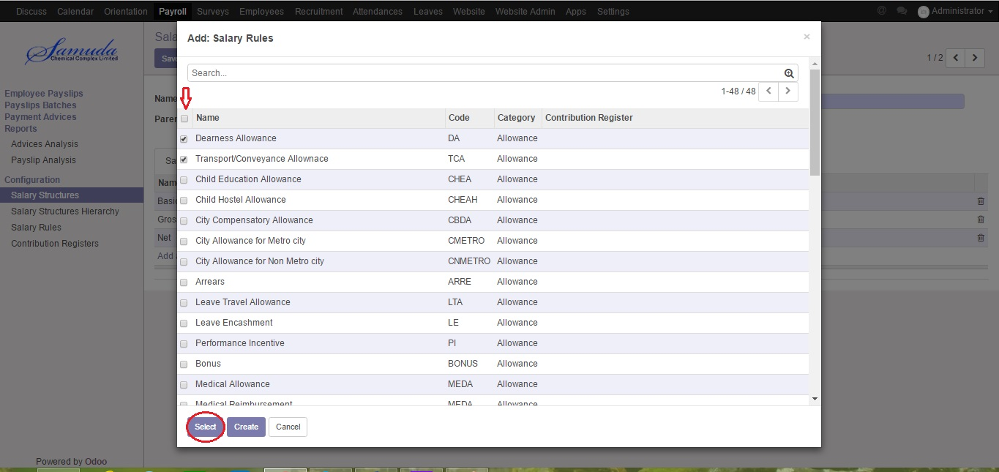 Discuss Calendar Orientation Payroll Surveys Employees Recruitment Attendances Leaves Website Website Admin Apps Settings @ Administrator
Samuda
Chemical Complex Limited
Employee Payslips
Payslips Batches
Payment Advices
Reports
Advices Analysis
Payslip Analysis
Configuration
Salary Structures
Salary Structures Hierarchy
Salary Rules
Contribution Registers
Powered by Odoo
Sala
Save
1 / 2
Name
Paren
Sa
Nam
Basic
Gros
Net
Add a
Add: Salary Rules
×
Search...
1-48 / 48
Name Code Category Contribution Register
Dearness Allowance DA Allowance
Transport/Conveyance Allownace TCA Allowance
Child Education Allowance CHEA Allowance
Child Hostel Allowance CHEAH Allowance
City Compensatory Allowance CBDA Allowance
City Allowance for Metro city CMETRO Allowance
City Allowance for Non Metro city CNMETRO Allowance
Arrears ARRE Allowance
Leave Travel Allowance LTA Allowance
Leave Encashment LE Allowance
Performance Incentive PI Allowance
Bonus BONUS Allowance
Medical Allowance MEDA Allowance
Medical Reimbursement MEDA Allowance
Select Create Cancel